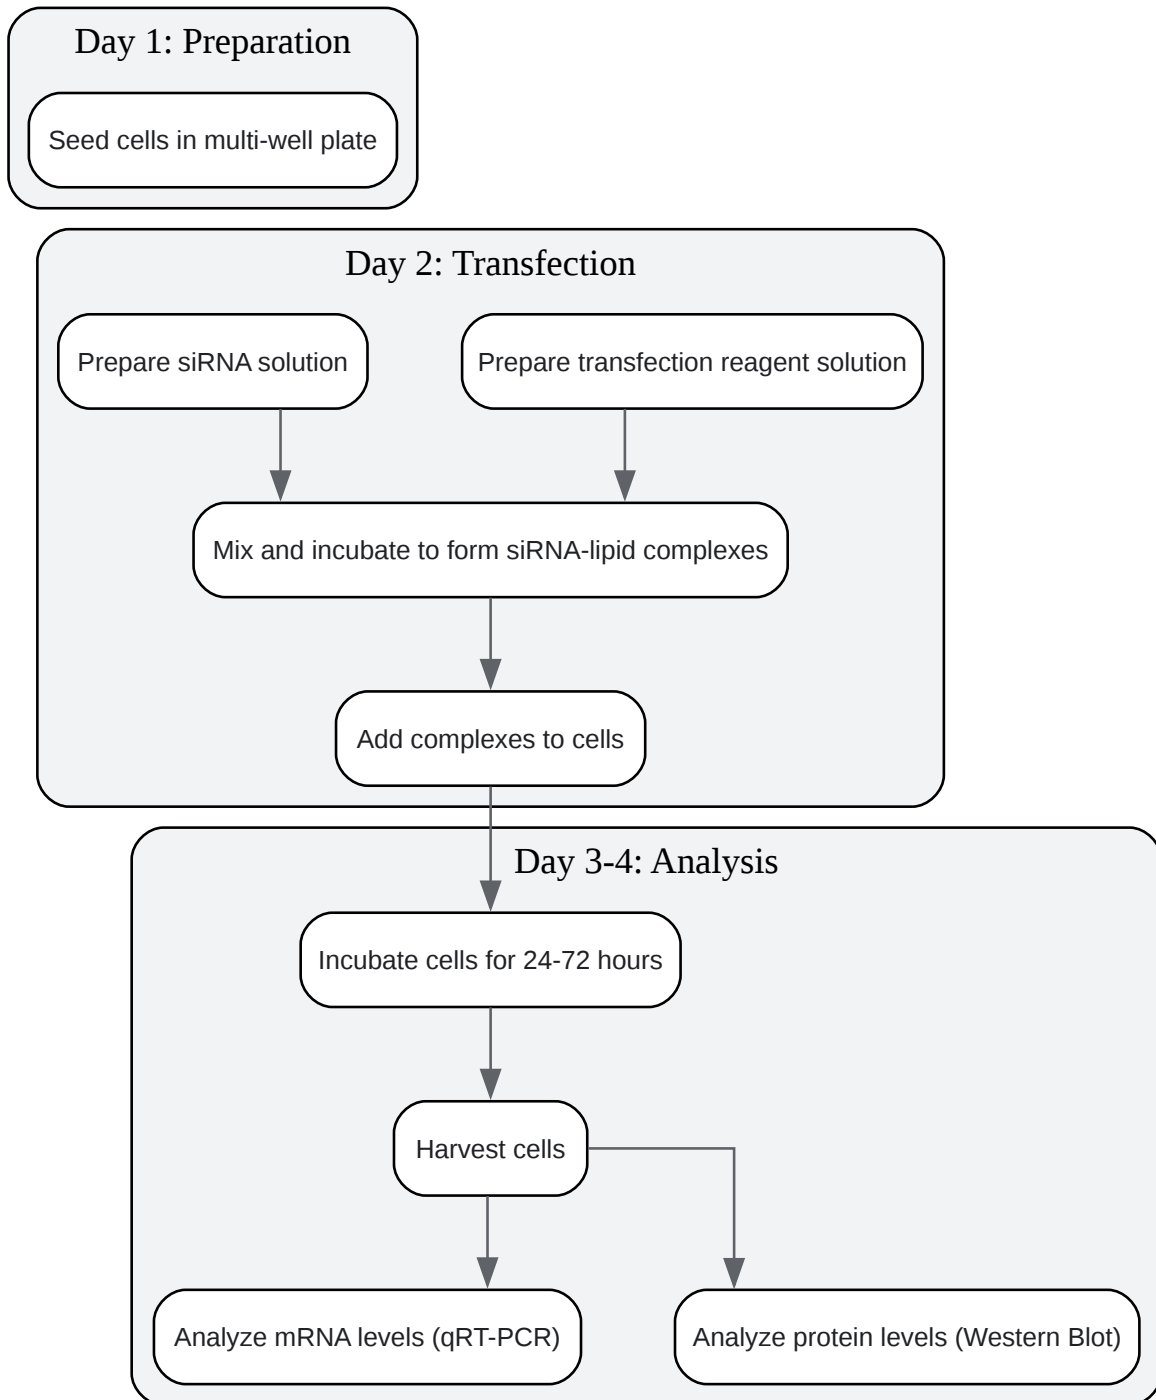 Day 1: Preparation
Seed cells in multi-well plate
Day 2: Transfection
Prepare siRNA solution
Prepare transfection reagent solution
Mix and incubate to form siRNA-lipid complexes
Add complexes to cells
Day 3-4: Analysis
Incubate cells for 24-72 hours
Harvest cells
Analyze mRNA levels (qRT-PCR)
Analyze protein levels (Western Blot)